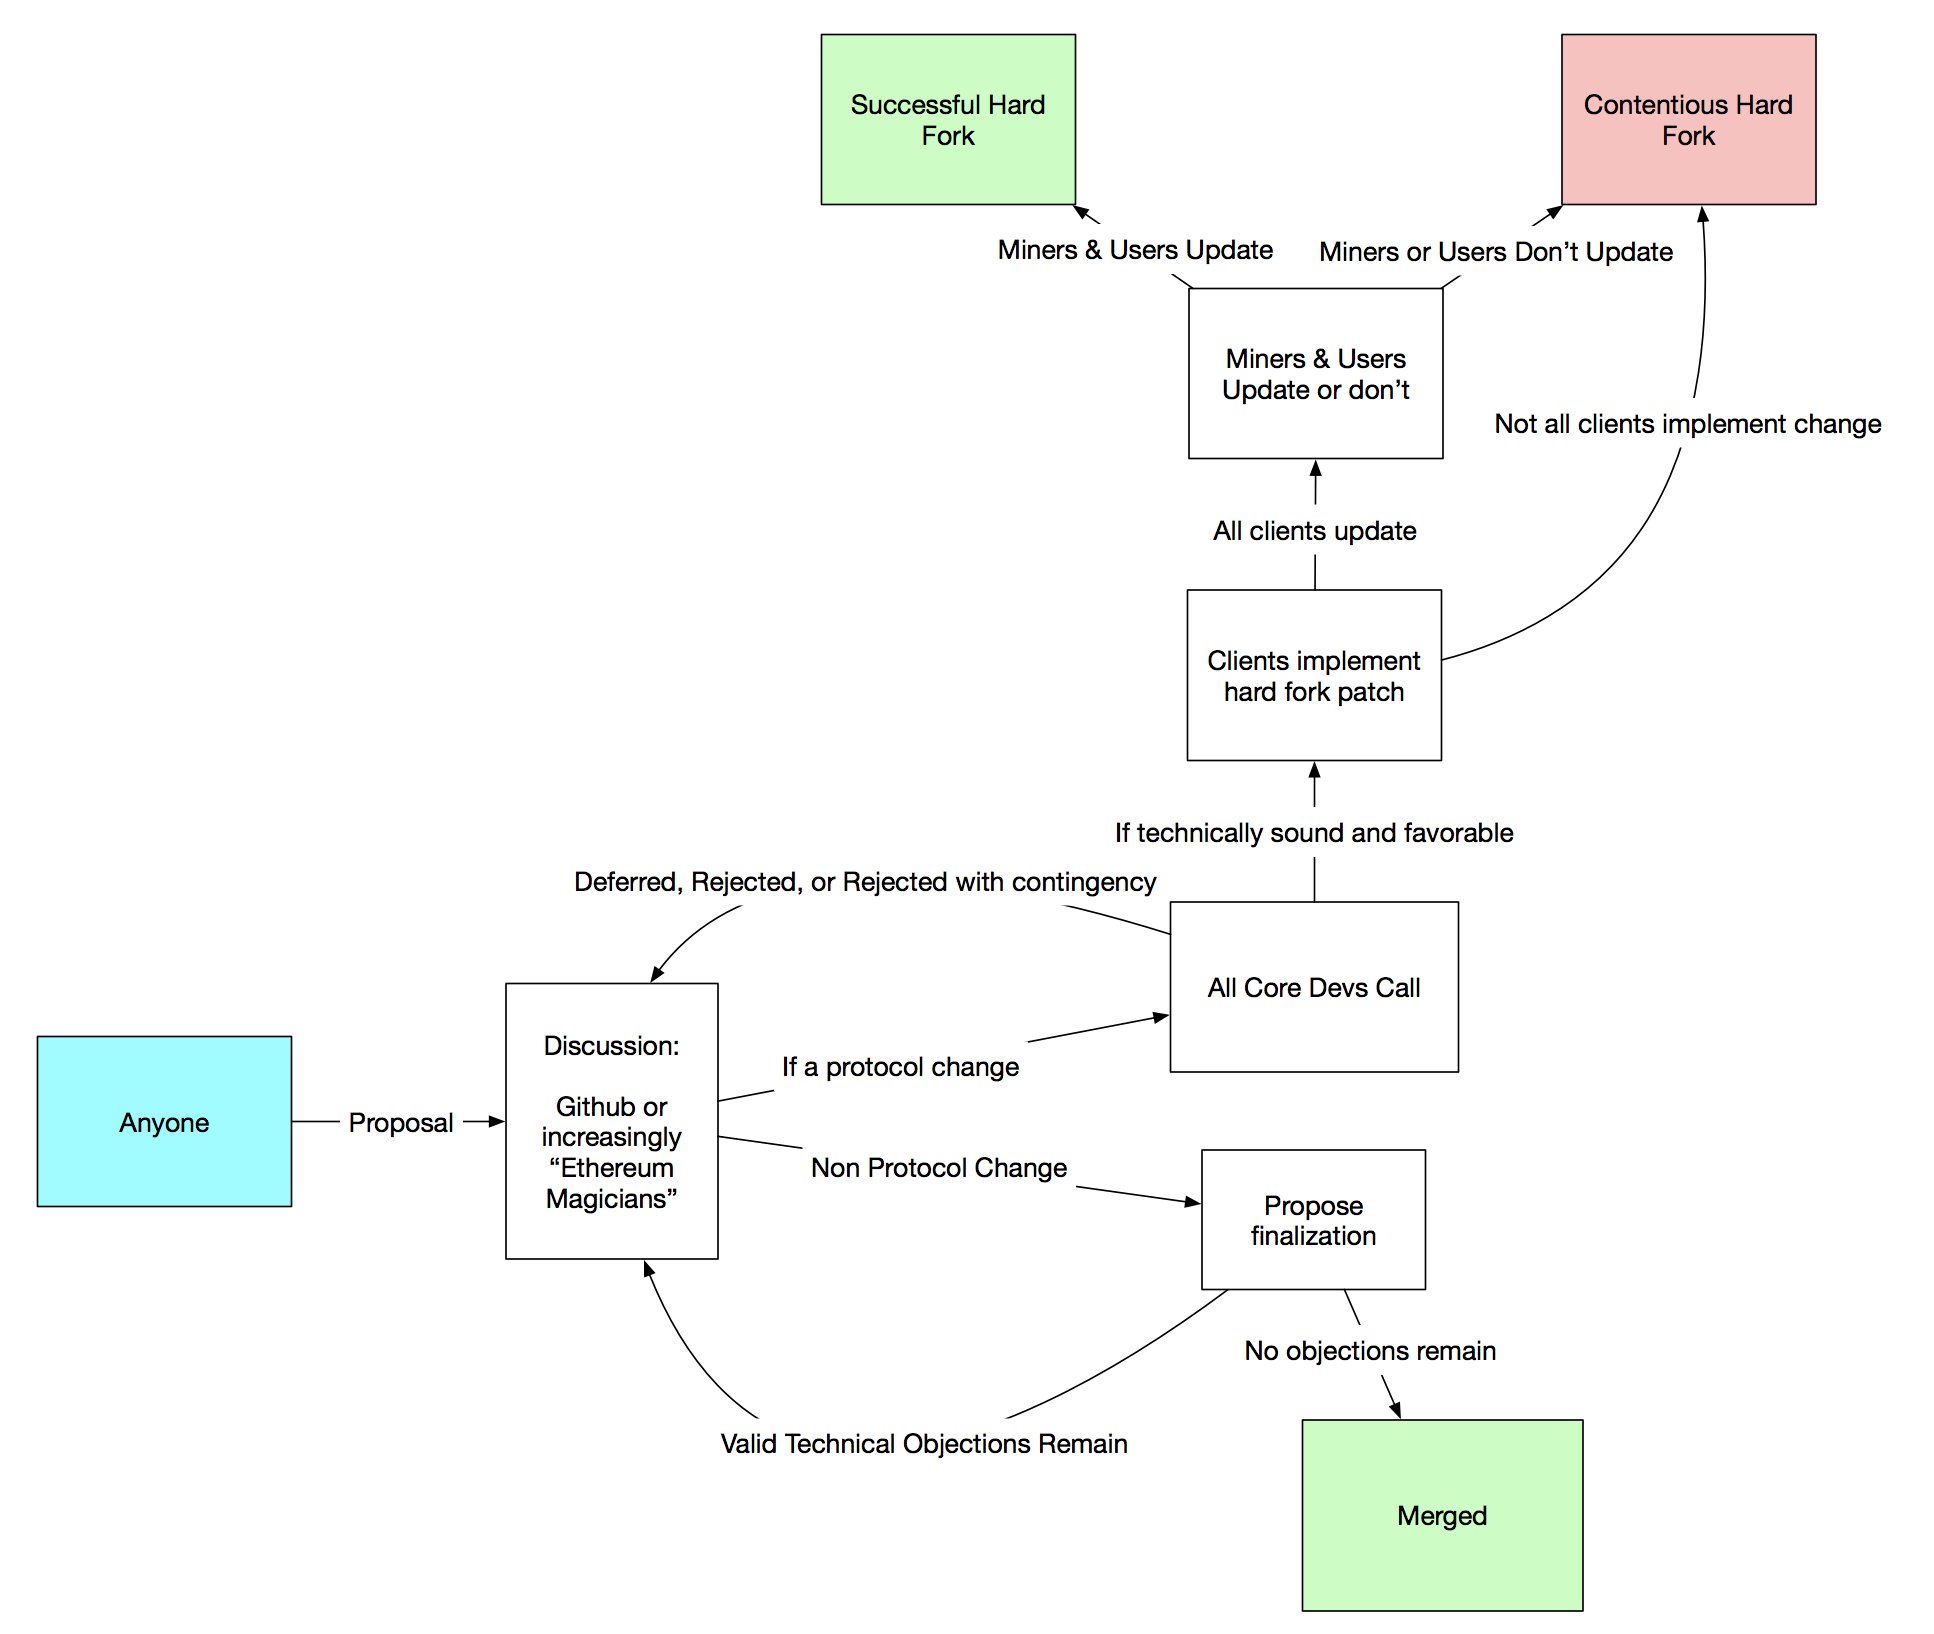 Successful Hard
Fork
Contentious Hard
Fork
Miners & Users Update
Miners or Users Don’t Update
Miners & Users
Update or don’t
Not all clients implement change
All clients update
Clients implement
hard fork patch
If technically sound and favorable
Deferred, Rejected, or Rejected with contingency
All Core Devs Call
Discussion:
Github or
increasingly
“Ethereum
Magicians”
If a protocol change
Anyone
Proposal
Non Protocol Change
Propose
finalization
No objections remain
Valid Technical Objections Remain
Merged